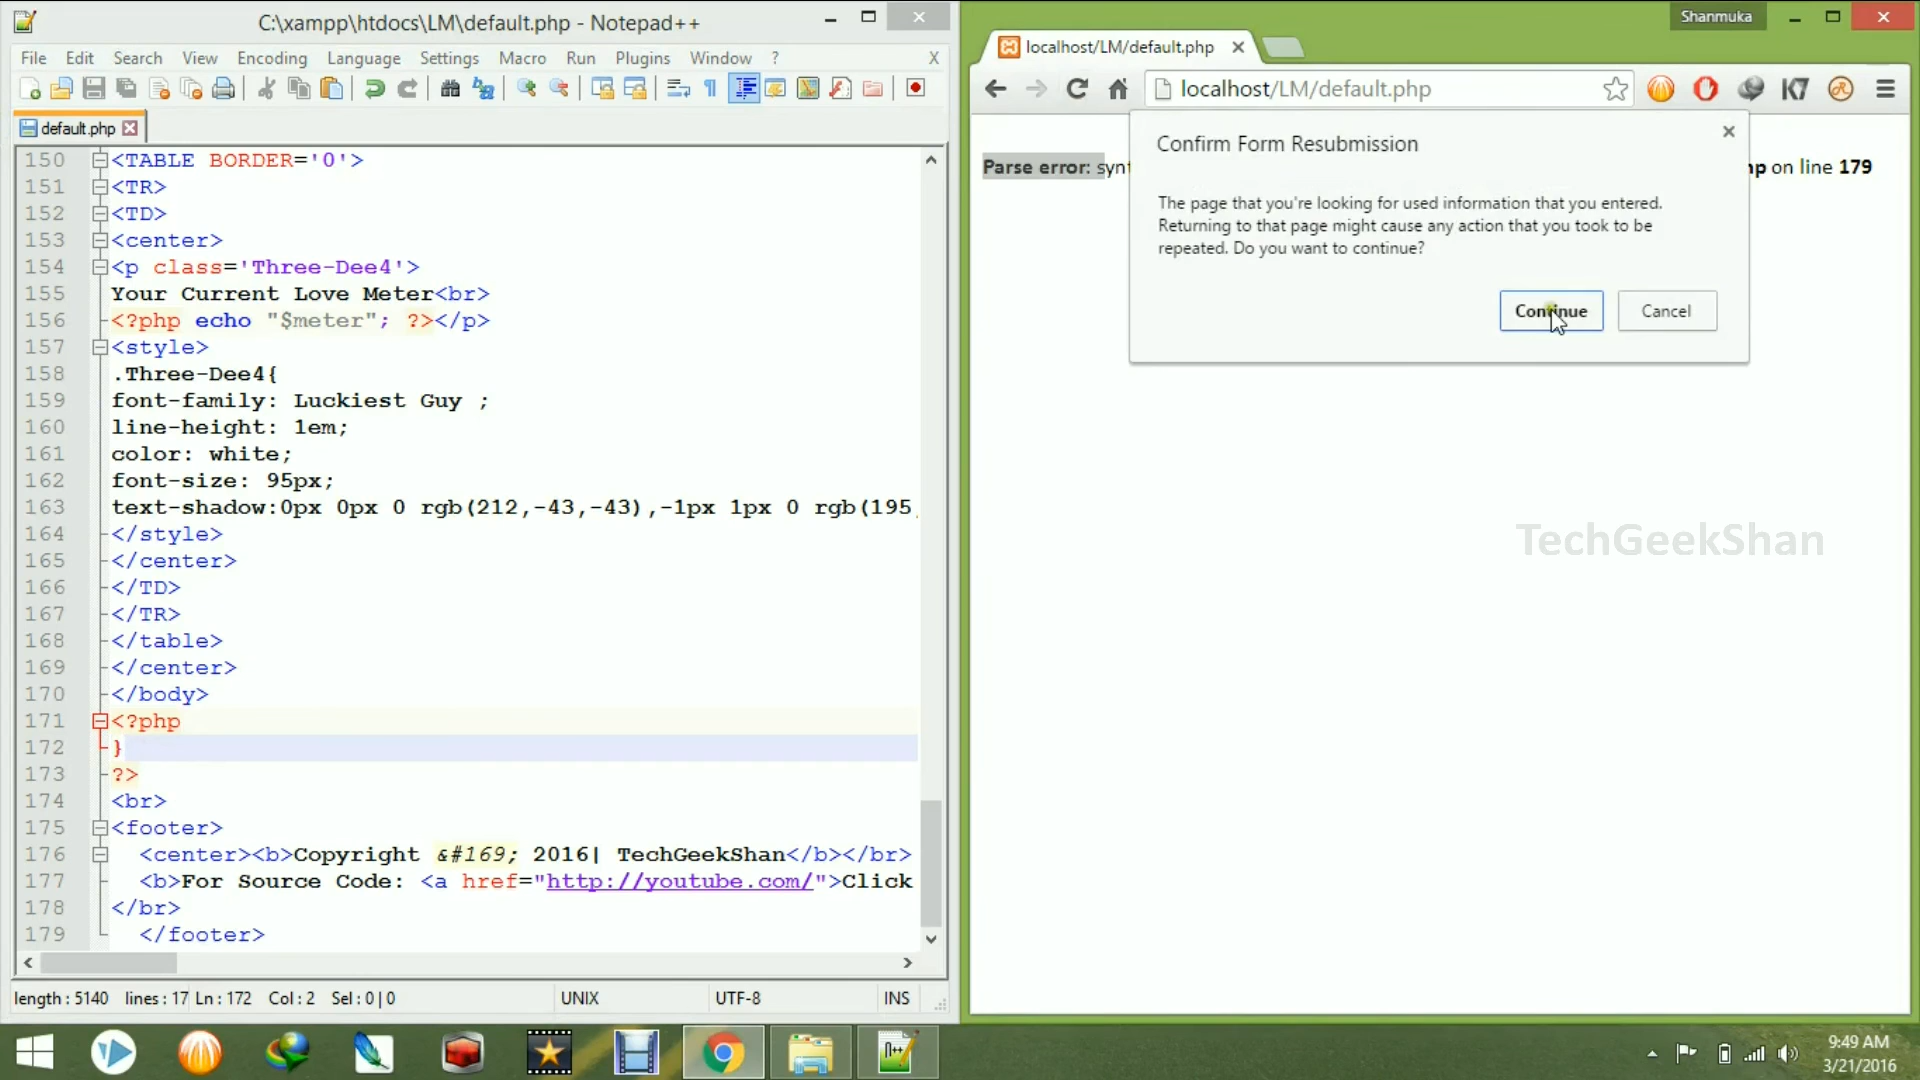 C:\xampp\htdocs\LM\default.php - Notepad++
File Edit Search View Encoding Language Settings Macro Run Plugins Window ? X
default.php
150 <TABLE BORDER='0'>
151 <TR>
152 <TD>
153 <center>
154 <p class='Three-Dee4'>
155 Your Current Love Meter<br>
156 <?php echo "$meter"; ?></p>
157 <style>
158 .Three-Dee4{
159 font-family: Luckiest Guy ;
160 line-height: 1em;
161 color: white;
162 font-size: 95px;
163 text-shadow:0px 0px 0 rgb(212,-43,-43),-1px 1px 0 rgb(195,
164 </style>
165 </center>
166 </TD>
167 </TR>
168 </table>
169 </center>
170 </body>
171 <?php
172 }
173 ?>
174 <br>
175 <footer>
176 <center><b>Copyright &#169; 2016| TechGeekShan</b></br>
177 <b>For Source Code: <a href="http://youtube.com/">Click
178 </br>
179 </footer>
length : 5140 lines : 17 Ln : 172 Col : 2 Sel : 0 | 0 UNIX UTF-8 INS
Shanmuka
localhost/LM/default.php
localhost/LM/default.php
K7
Parse error: synt
hp on line 179
Confirm Form Resubmission
The page that you're looking for used information that you entered.
Returning to that page might cause any action that you took to be
repeated. Do you want to continue?
Continue Cancel
TechGeekShan
9:49 AM
3/21/2016